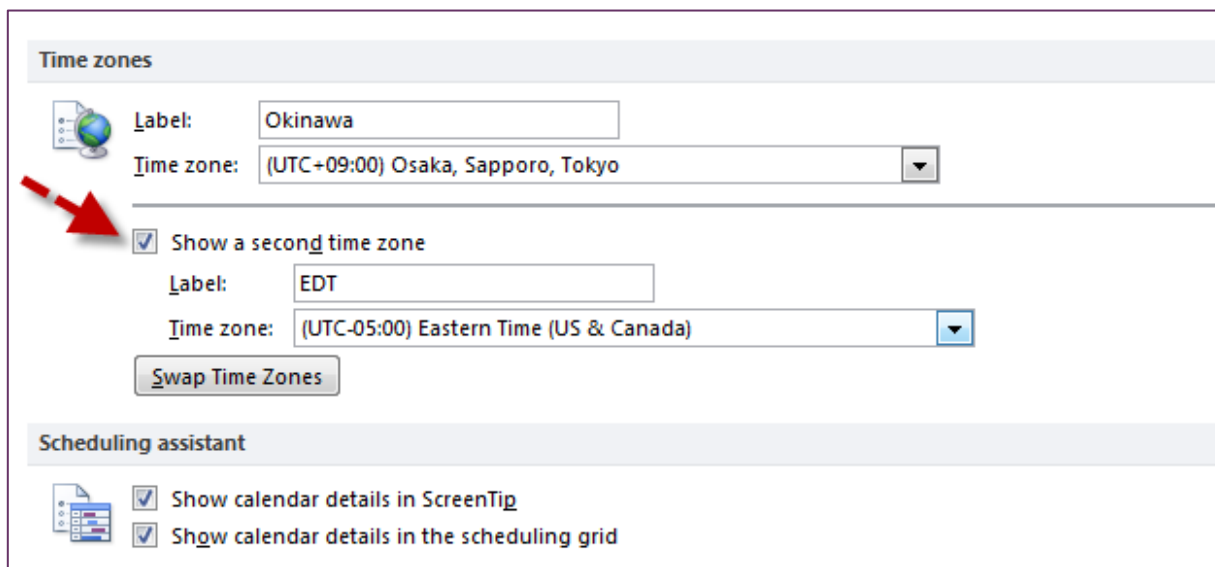 Time zones
Label: Okinawa
Time zone: (UTC+09:00) Osaka, Sapporo, Tokyo
Show a second time zone
Label: EDT
Time zone: (UTC-05:00) Eastern Time (US & Canada)
Swap Time Zones
Scheduling assistant
Show calendar details in ScreenTip
Show calendar details in the scheduling grid